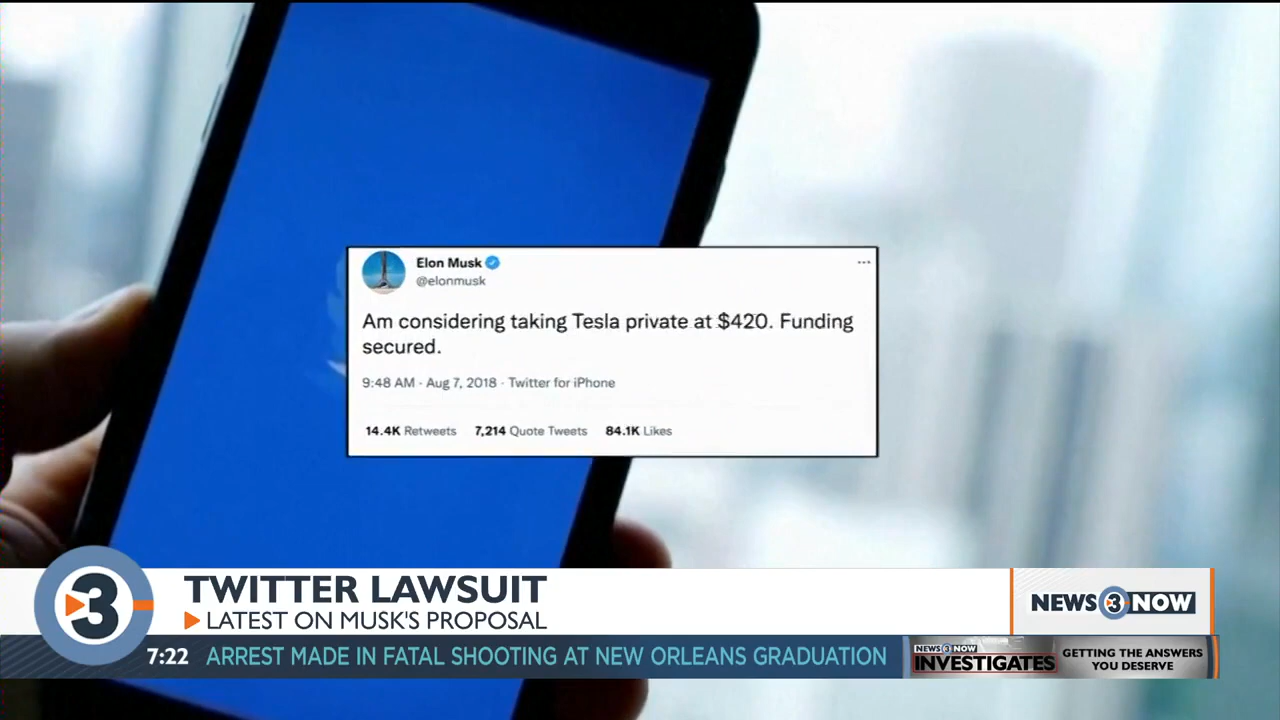 Elon Musk
@elonmusk
Am considering taking Tesla private at $420. Funding
secured.
9:48 AM · Aug 7, 2018 · Twitter for iPhone
14.4K Retweets 7,214 Quote Tweets 84.1K Likes
3
TWITTER LAWSUIT
LATEST ON MUSK'S PROPOSAL
NEWS 3 NOW
7:22 ARREST MADE IN FATAL SHOOTING AT NEW ORLEANS GRADUATION
NEWS 3 NOW
INVESTIGATES
GETTING THE ANSWERS
YOU DESERVE